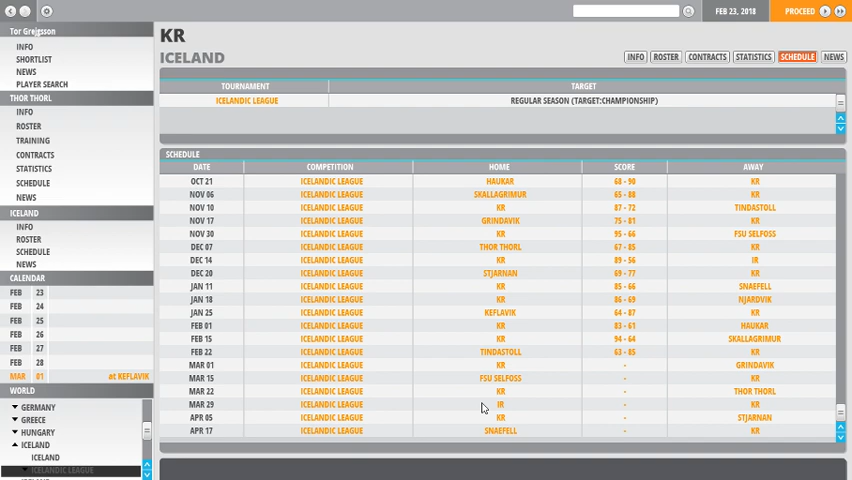 FEB 23, 2018 PROCEED
Tor Grejgsson
INFO
SHORTLIST
NEWS
PLAYER SEARCH
THOR THORL
INFO
ROSTER
TRAINING
CONTRACTS
STATISTICS
SCHEDULE
NEWS
ICELAND
INFO
ROSTER
SCHEDULE
NEWS
CALENDAR
FEB 23
FEB 24
FEB 25
FEB 26
FEB 27
FEB 28
MAR 01 at KEFLAVIK
WORLD
GERMANY
GREECE
HUNGARY
ICELAND
ICELAND
ICELANDIC LEAGUE
KR
ICELAND
INFO ROSTER CONTRACTS STATISTICS SCHEDULE NEWS
TOURNAMENT TARGET
ICELANDIC LEAGUE REGULAR SEASON (TARGET:CHAMPIONSHIP)
SCHEDULE
DATE COMPETITION HOME SCORE AWAY
OCT 21 ICELANDIC LEAGUE HAUKAR 68 - 90 KR
NOV 06 ICELANDIC LEAGUE SKALLAGRIMUR 65 - 88 KR
NOV 10 ICELANDIC LEAGUE KR 87 - 72 TINDASTOLL
NOV 17 ICELANDIC LEAGUE GRINDAVIK 75 - 81 KR
NOV 30 ICELANDIC LEAGUE KR 95 - 66 FSU SELFOSS
DEC 07 ICELANDIC LEAGUE THOR THORL 67 - 85 KR
DEC 14 ICELANDIC LEAGUE KR 89 - 56 IR
DEC 20 ICELANDIC LEAGUE STJARNAN 69 - 77 KR
JAN 11 ICELANDIC LEAGUE KR 85 - 66 SNAEFELL
JAN 18 ICELANDIC LEAGUE KR 86 - 69 NJARDVIK
JAN 25 ICELANDIC LEAGUE KEFLAVIK 64 - 87 KR
FEB 01 ICELANDIC LEAGUE KR 83 - 61 HAUKAR
FEB 15 ICELANDIC LEAGUE KR 94 - 64 SKALLAGRIMUR
FEB 22 ICELANDIC LEAGUE TINDASTOLL 63 - 85 KR
MAR 01 ICELANDIC LEAGUE KR - GRINDAVIK
MAR 15 ICELANDIC LEAGUE FSU SELFOSS - KR
MAR 22 ICELANDIC LEAGUE KR - THOR THORL
MAR 29 ICELANDIC LEAGUE IR - KR
APR 05 ICELANDIC LEAGUE KR - STJARNAN
APR 17 ICELANDIC LEAGUE SNAEFELL - KR